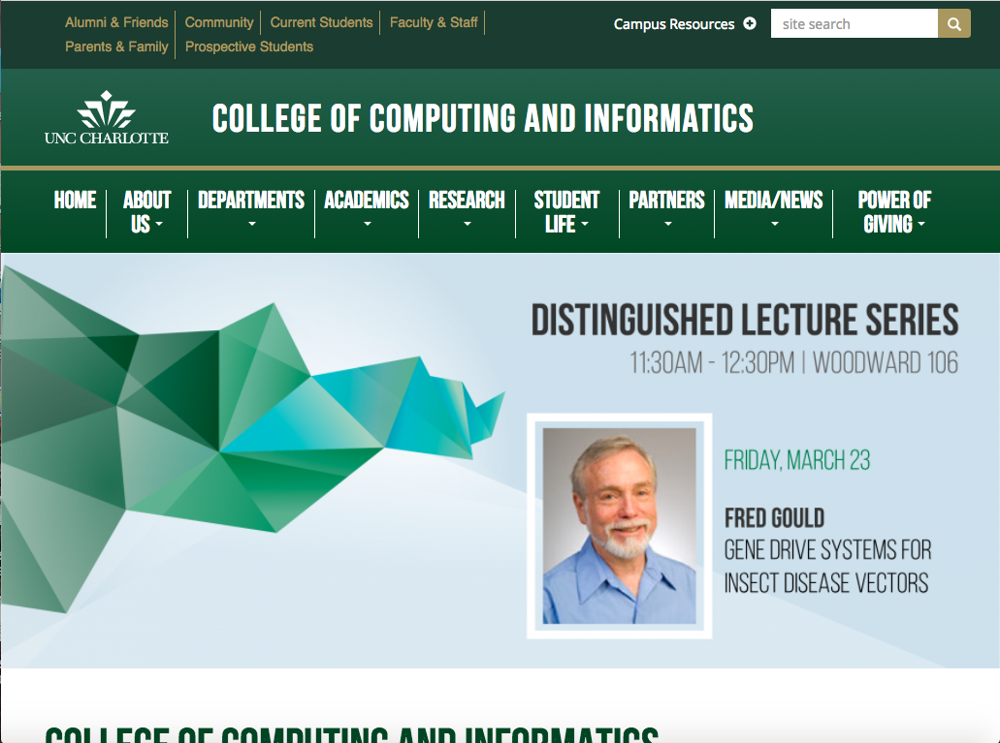 Alumni & Friends Community Current Students Faculty & Staff
Parents & Family Prospective Students
Campus Resources
site search
UNC CHARLOTTE
COLLEGE OF COMPUTING AND INFORMATICS
HOME
ABOUT
US
DEPARTMENTS
ACADEMICS
RESEARCH
STUDENT
LIFE
PARTNERS
MEDIA/NEWS
POWER OF
GIVING
DISTINGUISHED LECTURE SERIES
11:30AM - 12:30PM | WOODWARD 106
FRIDAY, MARCH 23
FRED GOULD
GENE DRIVE SYSTEMS FOR
INSECT DISEASE VECTORS
COLLEGE OF COMPUTING AND INFORMATICS